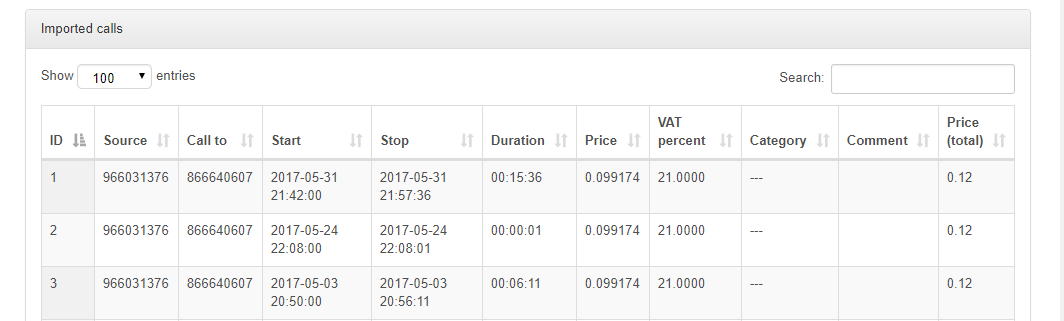 Imported calls
Show 100 entries Search:
ID Source Call to Start Stop Duration Price VAT percent Category Comment Price (total)
1 966031376 866640607 2017-05-31 21:42:00 2017-05-31 21:57:36 00:15:36 0.099174 21.0000 --- 0.12
2 966031376 866640607 2017-05-24 22:08:00 2017-05-24 22:08:01 00:00:01 0.099174 21.0000 --- 0.12
3 966031376 866640607 2017-05-03 20:50:00 2017-05-03 20:56:11 00:06:11 0.099174 21.0000 --- 0.12